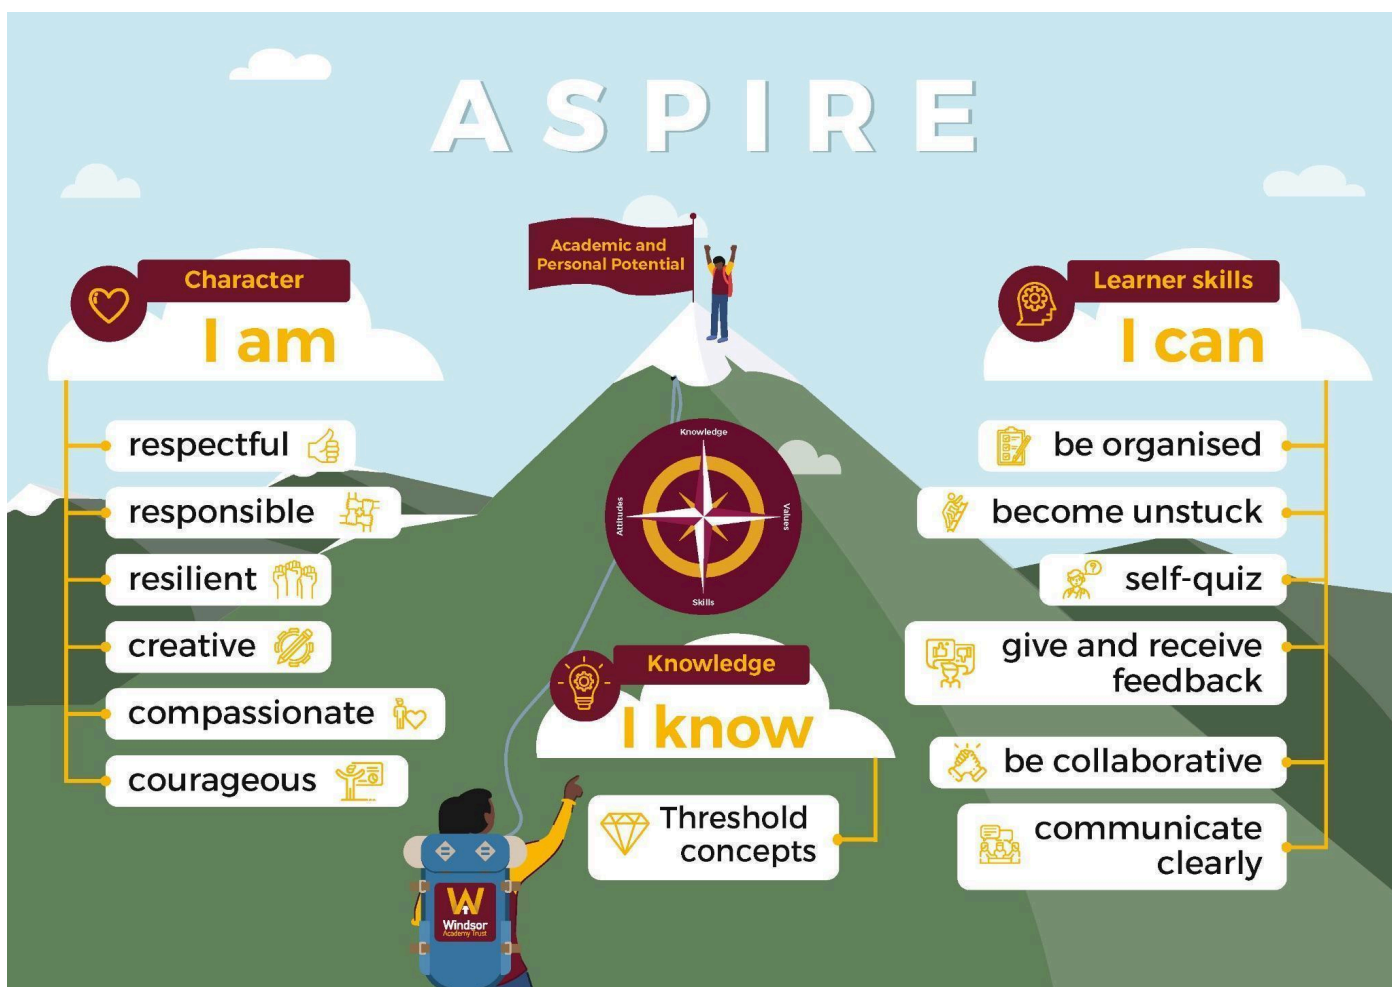 ASPIRE
Academic and
Personal Potential
Character
I am
respectful
responsible
resilient
creative
compassionate
courageous
Knowledge
Attitudes
Values
Skills
Knowledge
I know
Threshold
concepts
Learner skills
I can
be organised
become unstuck
self-quiz
give and receive
feedback
be collaborative
communicate
clearly
W
Windsor
Academy Trust